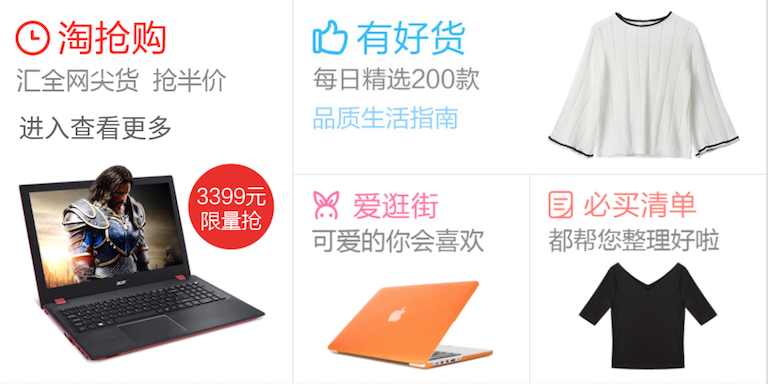 淘抢购
汇全网尖货 抢半价
进入查看更多
3399元
限量抢
acer
有好货
每日精选200款
品质生活指南
爱逛街
可爱的你会喜欢
必买清单
都帮您整理好啦